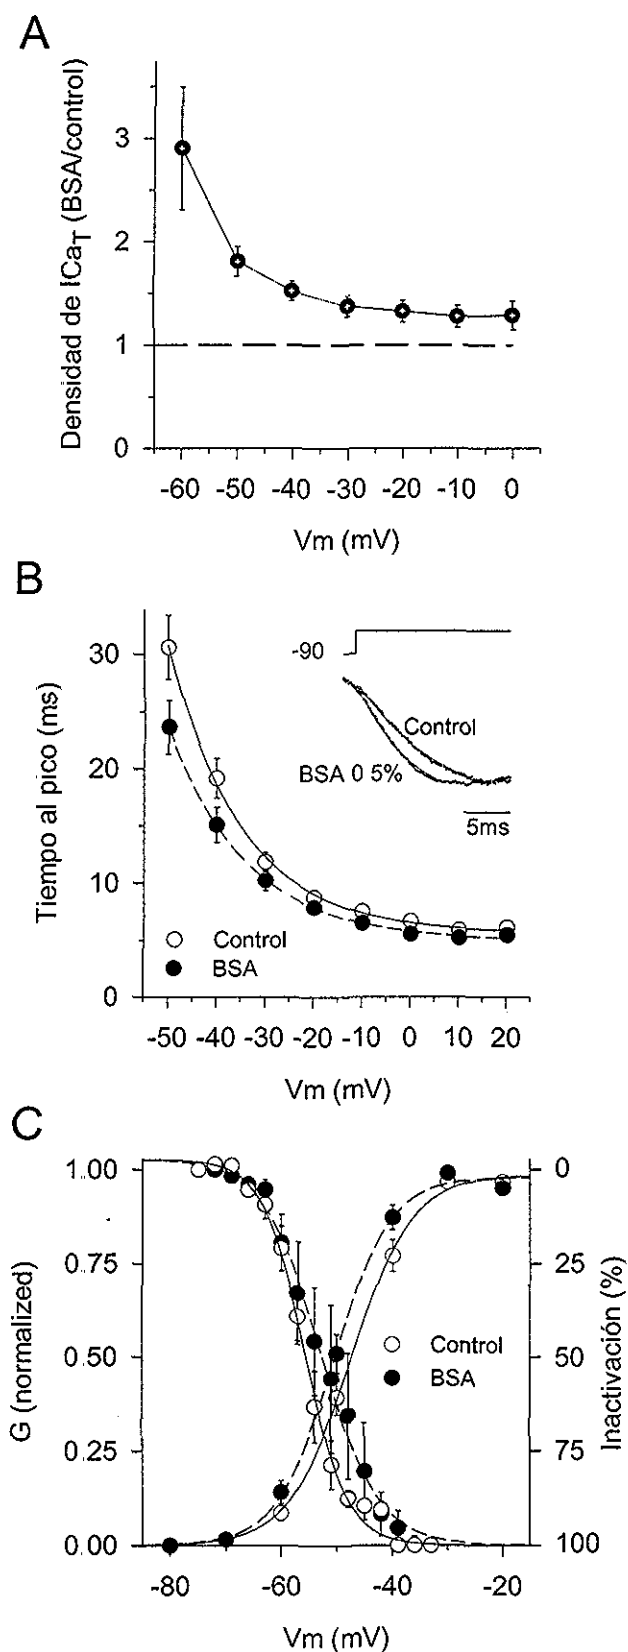 A
Densidad de ICaT (BSA/control)
3
2
1
0
-60 -50 -40 -30 -20 -10 0
Vm (mV)
B
Tiempo al pico (ms)
30
20
10
0
-90
Control
BSA 0 5%
5ms
Control
BSA
-50 -40 -30 -20 -10 0 10 20
Vm (mV)
C
G (normalized)
1.00
0.75
0.50
0.25
0.00
Control
BSA
0
25
50
75
100
Inactivación (%)
-80 -60 -40 -20
Vm (mV)